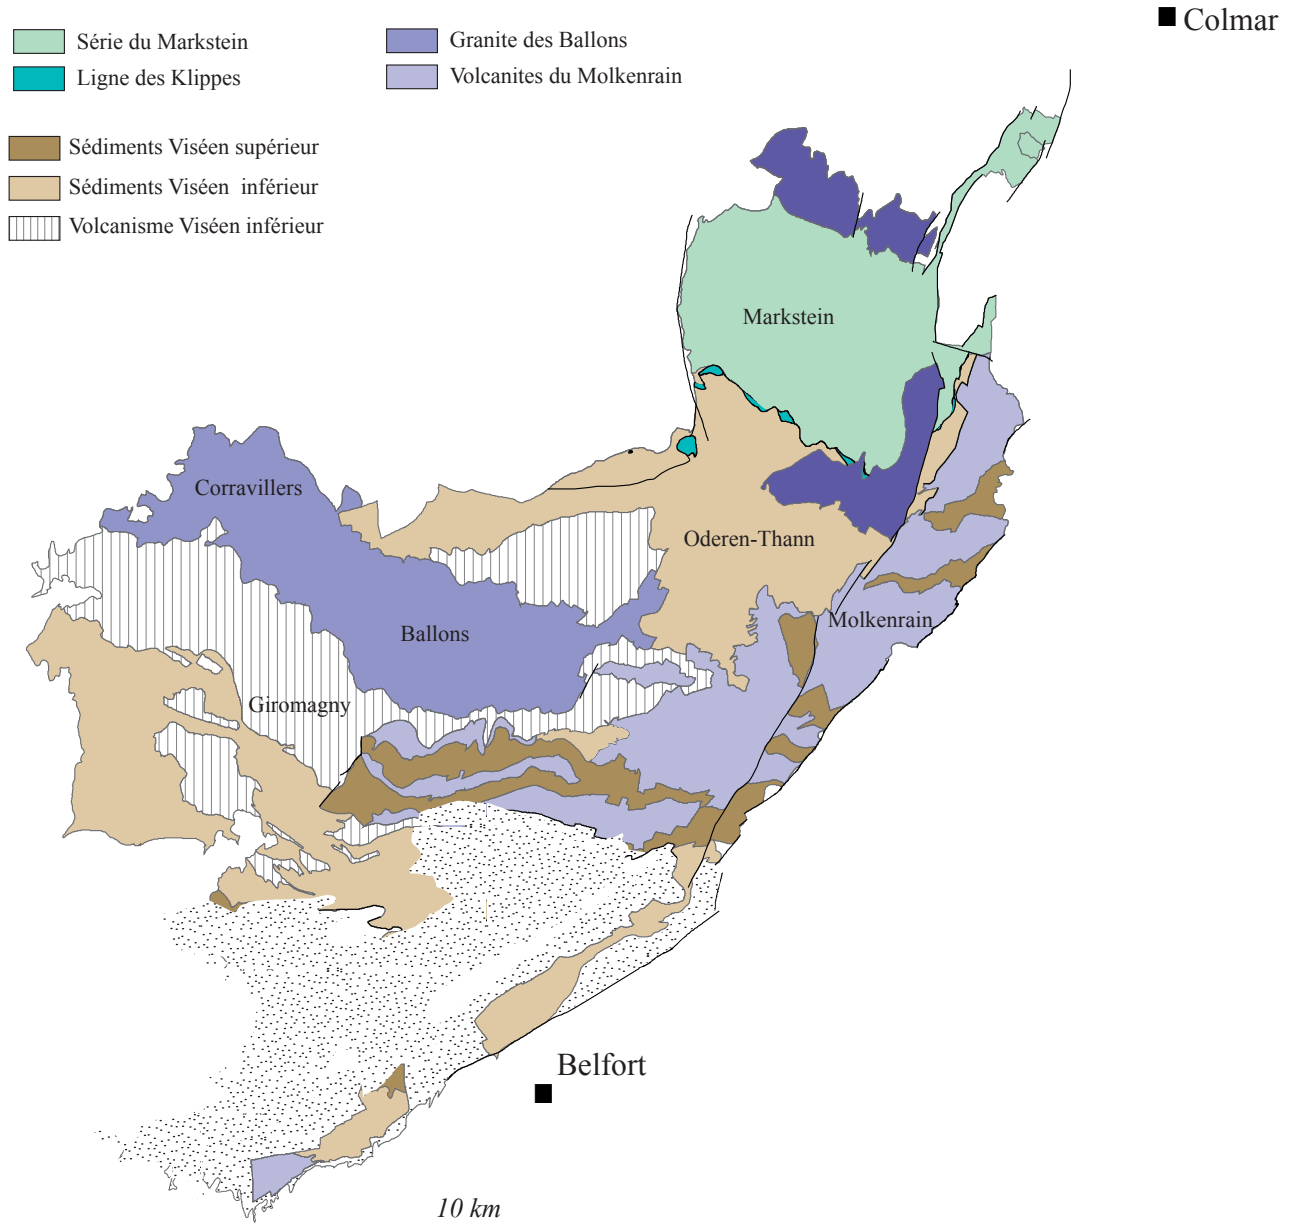 Colmar
Série du Markstein
Ligne des Klippes
Granite des Ballons
Volcanites du Molkenrain
Sédiments Viséen supérieur
Sédiments Viséen inférieur
Volcanisme Viséen inférieur
Markstein
Corravillers
Oderen-Thann
Ballons
Molkenrain
Giromagny
Belfort
10 km